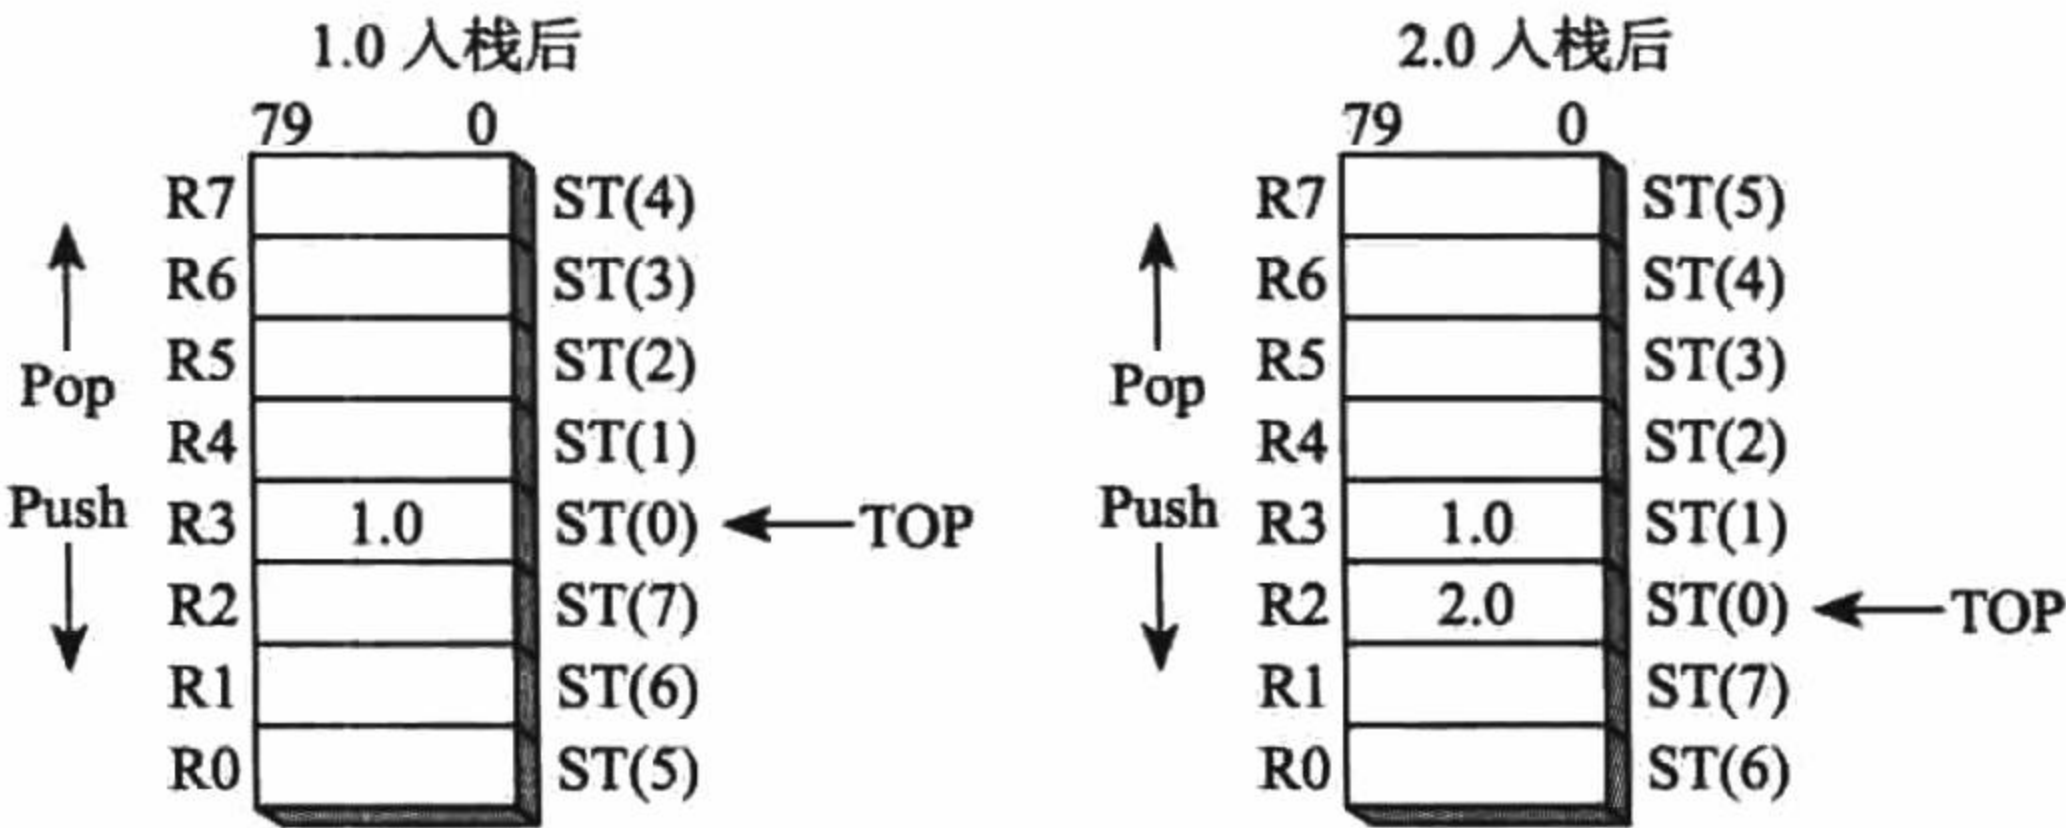 1.0 入栈后
79 0
R7 ST(4)
R6 ST(3)
R5 ST(2)
Pop
R4 ST(1)
Push
R3 1.0 ST(0) TOP
R2 ST(7)
R1 ST(6)
R0 ST(5)
2.0 入栈后
79 0
R7 ST(5)
R6 ST(4)
R5 ST(3)
Pop
R4 ST(2)
Push
R3 1.0 ST(1)
R2 2.0 ST(0) TOP
R1 ST(7)
R0 ST(6)